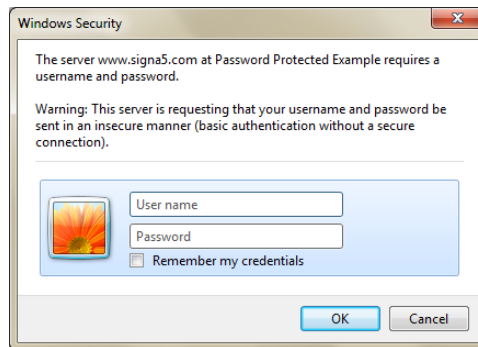 Windows Security
The server www.signa5.com at Password Protected Example requires a
username and password.
Warning: This server is requesting that your username and password be
sent in an insecure manner (basic authentication without a secure
connection).
User name
Password
Remember my credentials
OK
Cancel